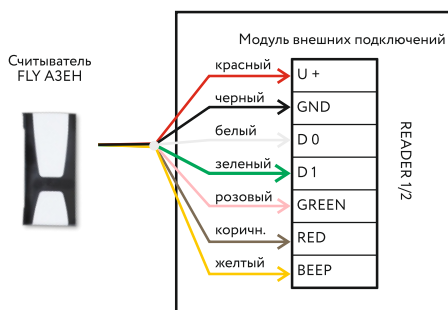 Модуль внешних подключений
Считыватель
FLY A3EH
красный
U +
черный
GND
белый
D 0
зеленый
D 1
розовый
GREEN
коричн.
RED
желтый
BEEP
READER 1/2